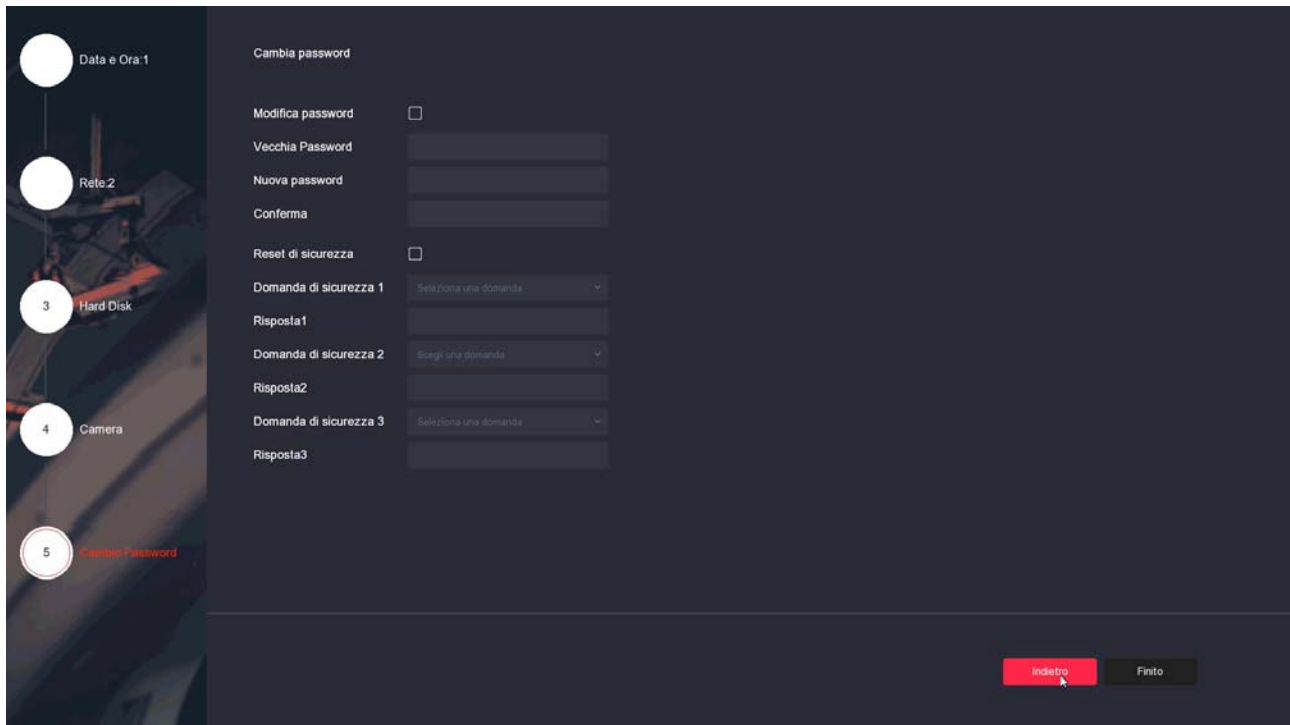 Data e Ora:1
Rete:2
3 Hard Disk
4 Camera
5 Cambio Password
Cambia password
Modifica password
Vecchia Password
Nuova password
Conferma
Reset di sicurezza
Domanda di sicurezza 1 Seleziona una domanda
Risposta1
Domanda di sicurezza 2 Scegli una domanda
Risposta2
Domanda di sicurezza 3 Seleziona una domanda
Risposta3
Indietro Finito